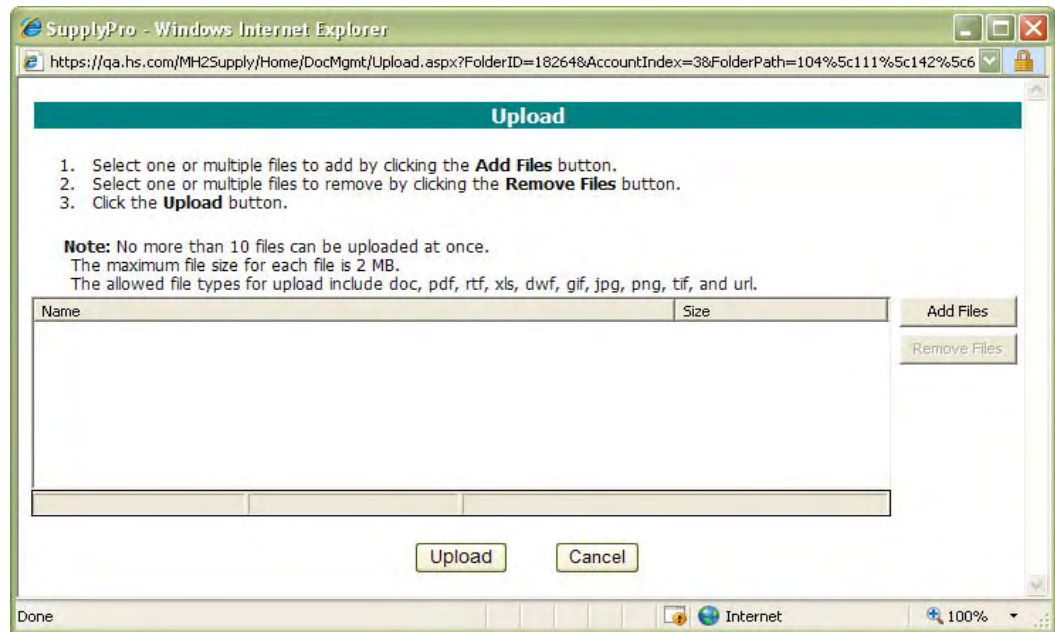 SupplyPro - Windows Internet Explorer
https://qa.hs.com/MH2Supply/Home/DocMgmt/Upload.aspx?FolderID=18264&AccountIndex=3&FolderPath=104%5c111%5c142%5c6
Upload
1. Select one or multiple files to add by clicking the Add Files button.
2. Select one or multiple files to remove by clicking the Remove Files button.
3. Click the Upload button.
Note: No more than 10 files can be uploaded at once.
The maximum file size for each file is 2 MB.
The allowed file types for upload include doc, pdf, rtf, xls, dwf, gif, jpg, png, tif, and url.
Name Size Add Files
Remove Files
Upload Cancel
Done Internet 100%